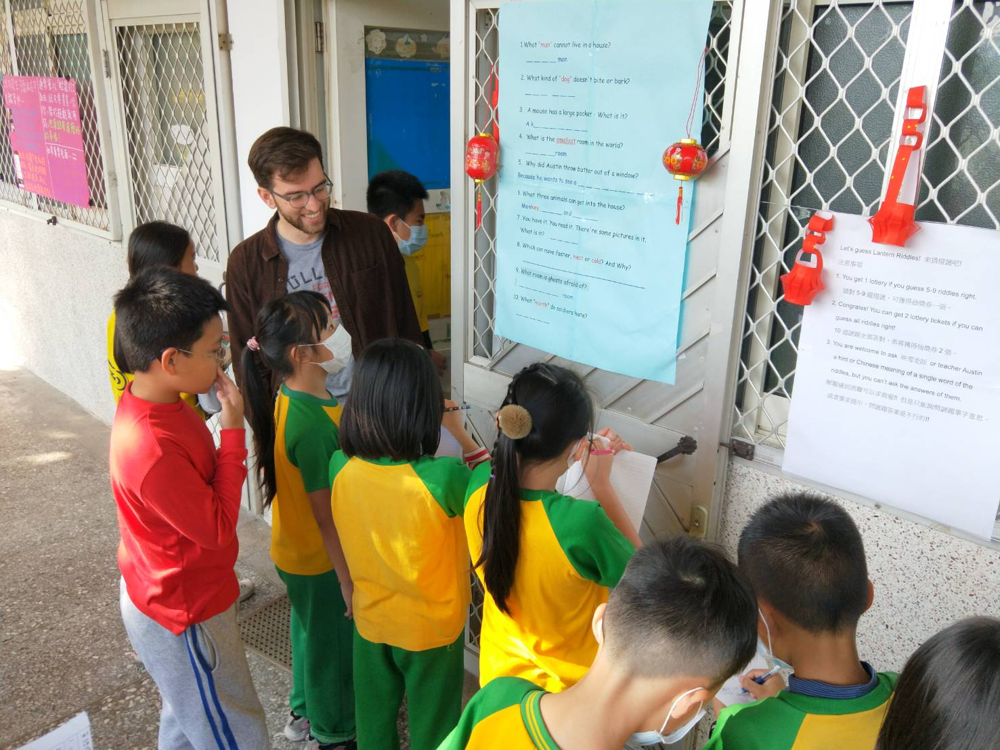 1.What "man" cannot live in a house?
_ _ _ _ man
2. What kind of "dog" doesn't bite or bark?
3. A mouse has a large pocket - What is it?
A k
4. What is the smallest room in the world?
room
5. Why did Austin throw butter out of a window?
Because he wants to see a
6. What three animals can get into the house?
Monkey, and
7. You have it. You read it. There're some pictures in it.
What is it?
8. Which can move faster, heat or cold? And Why?
9. What room is ghosts afraid of?
room
10. What "month" do soldiers hate?
Let's guess Lantern Riddles! 來猜燈謎吧!
注意事項
1. You get 1 lottery if you guess 5-9 riddles right.
猜對 5-9 題燈謎，可獲得抽獎券一張。
2. Congrats! You can get 2 lottery tickets if you can
guess all riddles right!
10 道謎題全部答對，恭喜獲得抽獎券 2 張。
3. You are welcome to ask 映雪老師 or teacher Austin
a hint or Chinese meaning of a single word of the
riddles, but you can't ask the answers of them.
解題遇到困難可以求救喔!! 但是只能詢問謎題單字意思，
或者要求提示，問謎題答案是不行的!!